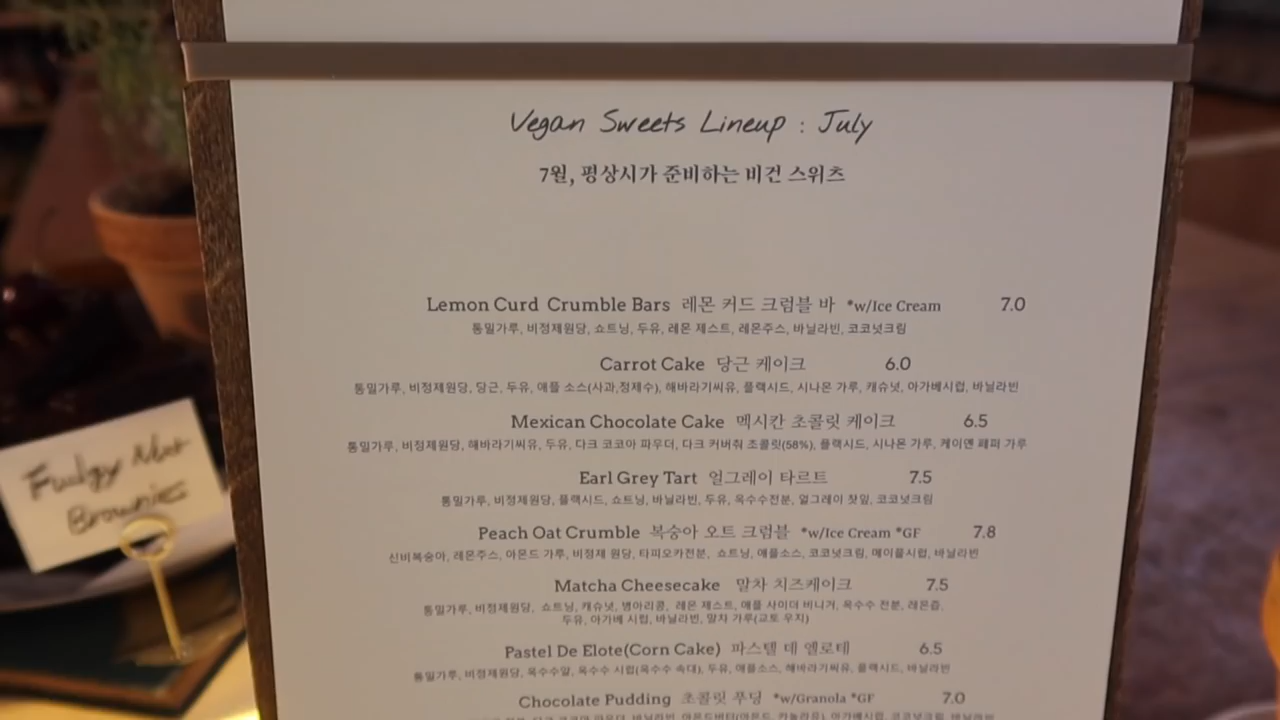 Vegan Sweets Lineup : July
7월, 평상시가 준비하는 비건 스위츠
Lemon Curd Crumble Bars 레몬 커드 크럼블 바 *w/Ice Cream 7.0
통밀가루, 비정제원당, 쇼트닝, 두유, 레몬 제스트, 레몬주스, 바닐라빈, 코코넛크림
Carrot Cake 당근 케이크 6.0
통밀가루, 비정제원당, 당근, 두유, 애플 소스(사과,정제수), 해바라기씨유, 플랙시드, 시나몬 가루, 캐슈넛, 아가베시럽, 바닐라빈
Mexican Chocolate Cake 멕시칸 초콜릿 케이크 6.5
통밀가루, 비정제원당, 해바라기씨유, 두유, 다크 코코아 파우더, 다크 커버춰 초콜릿(58%), 플랙시드, 시나몬 가루, 케이옌 페퍼 가루
Earl Grey Tart 얼그레이 타르트 7.5
통밀가루, 비정제원당, 플랙시드, 쇼트닝, 바닐라빈, 두유, 옥수수전분, 얼그레이 찻잎, 코코넛크림
Peach Oat Crumble 복숭아 오트 크럼블 *w/Ice Cream *GF 7.8
신비복숭아, 레몬주스, 아몬드 가루, 비정제 원당, 타피오카전분, 쇼트닝, 애플소스, 코코넛크림, 메이플시럽, 바닐라빈
Matcha Cheesecake 말차 치즈케이크 7.5
통밀가루, 비정제원당, 쇼트닝, 캐슈넛, 병아리콩, 레몬 제스트, 애플 사이더 비니거, 옥수수 전분, 레몬즙,
두유, 아가베 시럽, 바닐라빈, 말차 가루(교토 우지)
Pastel De Elote(Corn Cake) 파스텔 데 엘로테 6.5
통밀가루, 비정제원당, 옥수수알, 옥수수 시럽(옥수수 속대), 두유, 애플소스, 해바라기씨유, 플랙시드, 바닐라빈
Chocolate Pudding 초콜릿 푸딩 *w/Granola *GF 7.0
Fudgy
Brownie